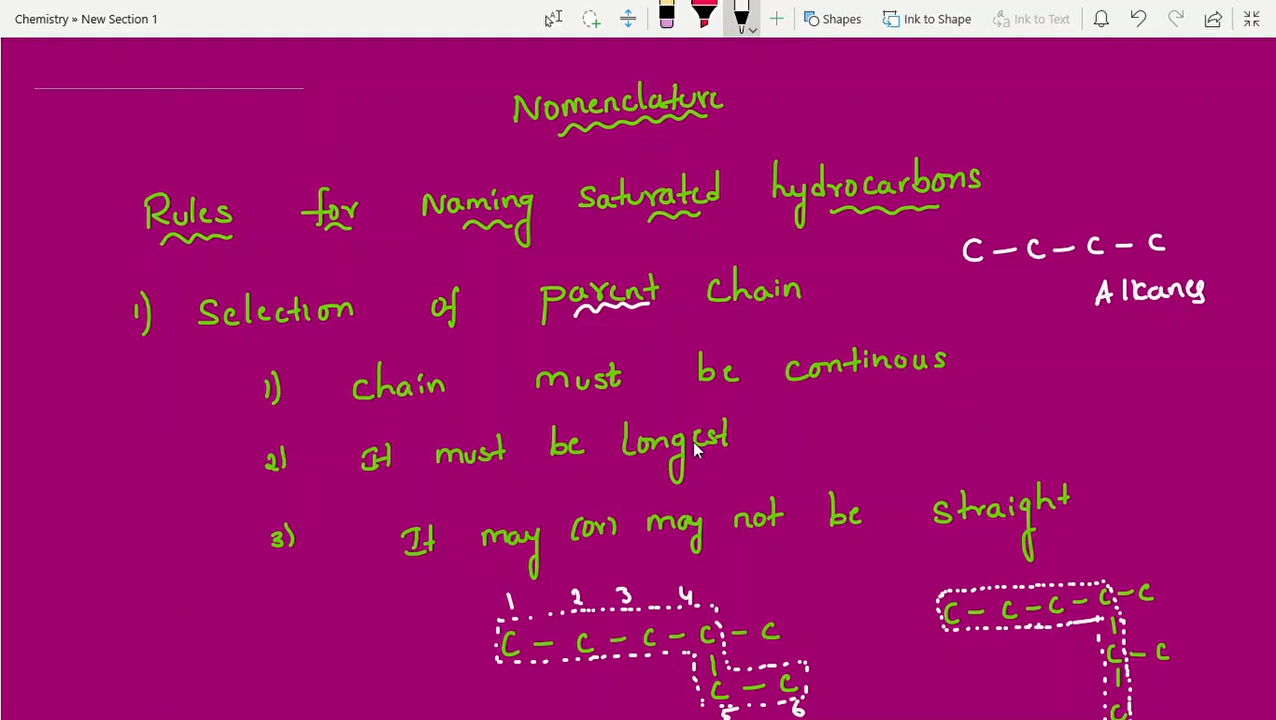 Chemistry » New Section 1
Shapes Ink to Shape Ink to Text
Nomenclature
Rules for Naming Saturated hydrocarbons
C - C - C - C
Alkanes
1) Selection of parent chain
1) chain must be continous
2) It must be longest
3) It may (or) may not be straight
1 2 3 4
C - C - C - C - C
C - C
5 6
C - C - C - C - C
C - C
C